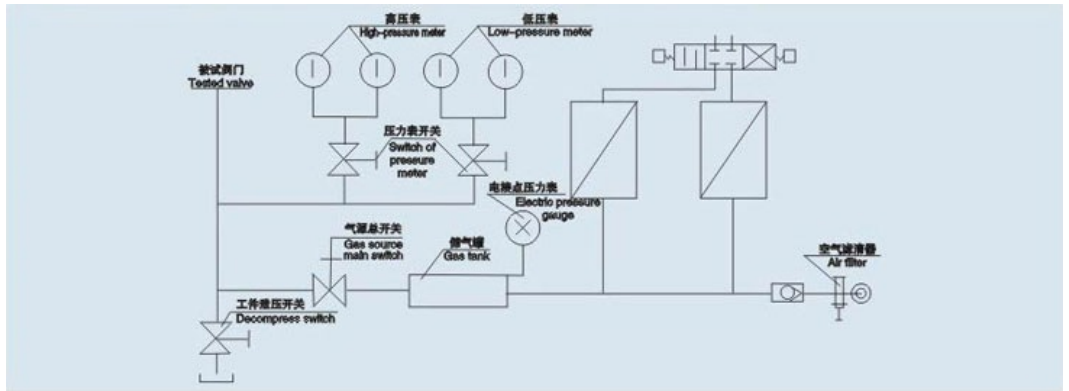 高压表
High-pressure meter
低压表
Low-pressure meter
被试阀门
Tested valve
压力表开关
Switch of
pressure
meter
电接点压力表
Electric pressure
gauge
气源总开关
Gas source
main switch
储气罐
Gas tank
空气滤清器
Air filter
工件泄压开关
Decompress switch